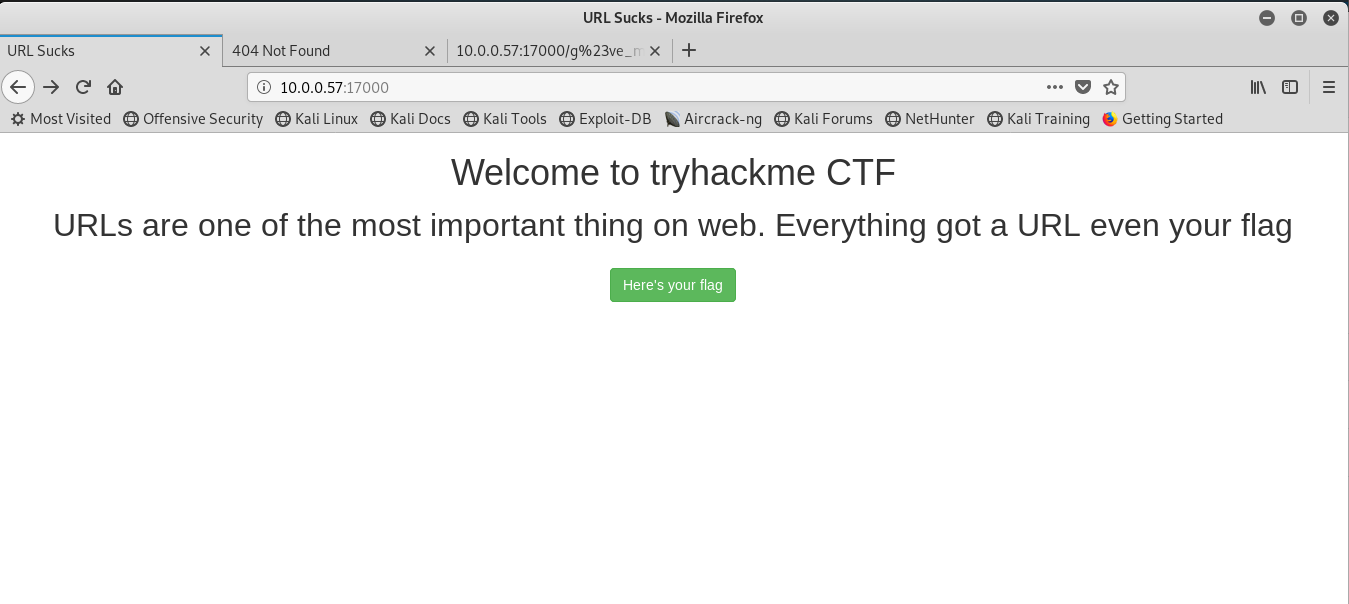 URL Sucks - Mozilla Firefox
URL Sucks 404 Not Found 10.0.0.57:17000/g%23ve_m
10.0.0.57:17000
Most Visited Offensive Security Kali Linux Kali Docs Kali Tools Exploit-DB Aircrack-ng Kali Forums NetHunter Kali Training Getting Started
Welcome to tryhackme CTF
URLs are one of the most important thing on web. Everything got a URL even your flag
Here's your flag